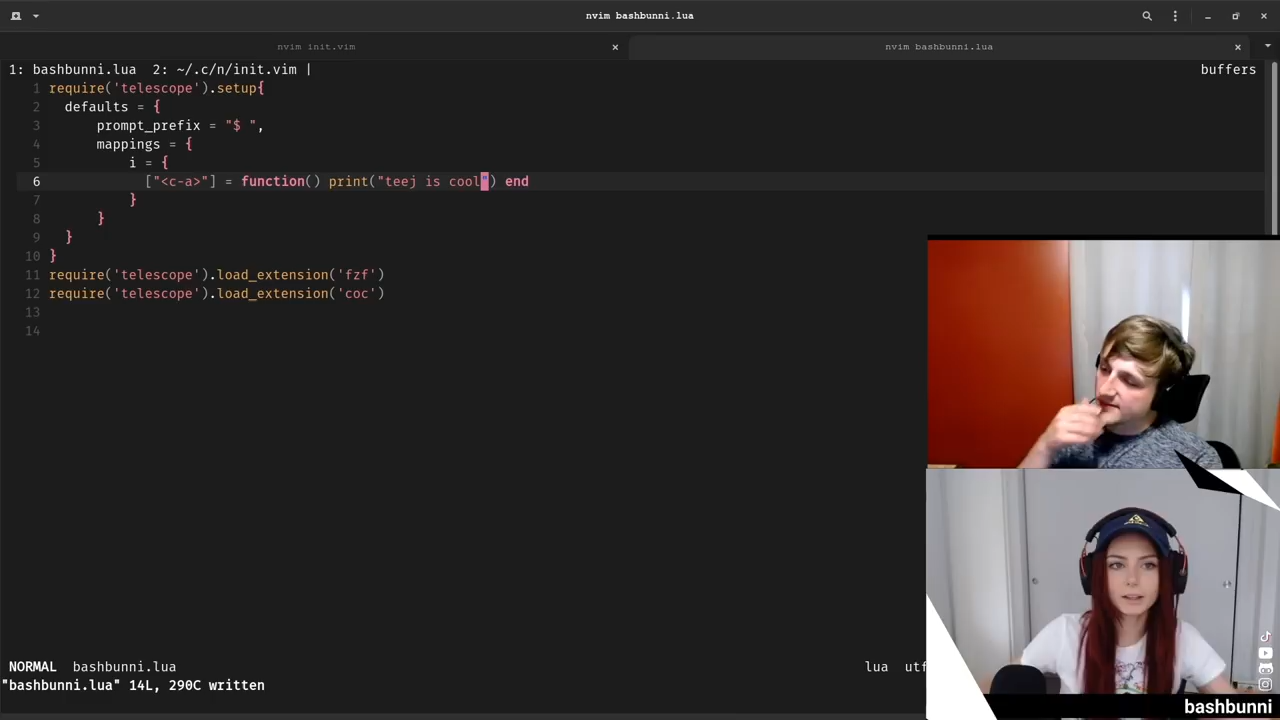 nvim bashbunni.lua
nvim init.vim
nvim bashbunni.lua
1: bashbunni.lua  2: ~/.c/n/init.vim |
buffers
1 require('telescope').setup{
2   defaults = {
3       prompt_prefix = "$ ",
4       mappings = {
5           i = {
6             ["<c-a>"] = function() print("teej is cool") end
7           }
8       }
9   }
10 }
11 require('telescope').load_extension('fzf')
12 require('telescope').load_extension('coc')
13
14
NORMAL  bashbunni.lua
lua  utf
"bashbunni.lua" 14L, 290C written
bashbunni